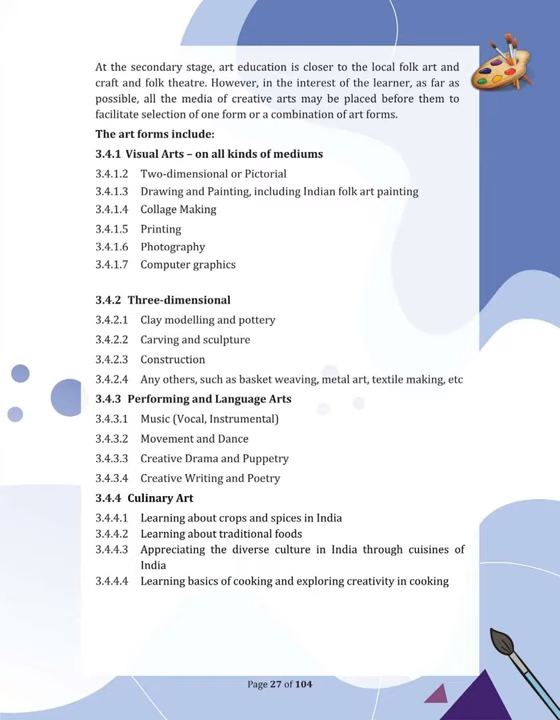 At the secondary stage, art education is closer to the local folk art and
craft and folk theatre. However, in the interest of the learner, as far as
possible, all the media of creative arts may be placed before them to
facilitate selection of one form or a combination of art forms.
The art forms include:
3.4.1 Visual Arts – on all kinds of mediums
3.4.1.2 Two-dimensional or Pictorial
3.4.1.3 Drawing and Painting, including Indian folk art painting
3.4.1.4 Collage Making
3.4.1.5 Printing
3.4.1.6 Photography
3.4.1.7 Computer graphics
3.4.2 Three-dimensional
3.4.2.1 Clay modelling and pottery
3.4.2.2 Carving and sculpture
3.4.2.3 Construction
3.4.2.4 Any others, such as basket weaving, metal art, textile making, etc
3.4.3 Performing and Language Arts
3.4.3.1 Music (Vocal, Instrumental)
3.4.3.2 Movement and Dance
3.4.3.3 Creative Drama and Puppetry
3.4.3.4 Creative Writing and Poetry
3.4.4 Culinary Art
3.4.4.1 Learning about crops and spices in India
3.4.4.2 Learning about traditional foods
3.4.4.3 Appreciating the diverse culture in India through cuisines of
India
3.4.4.4 Learning basics of cooking and exploring creativity in cooking
Page 27 of 104